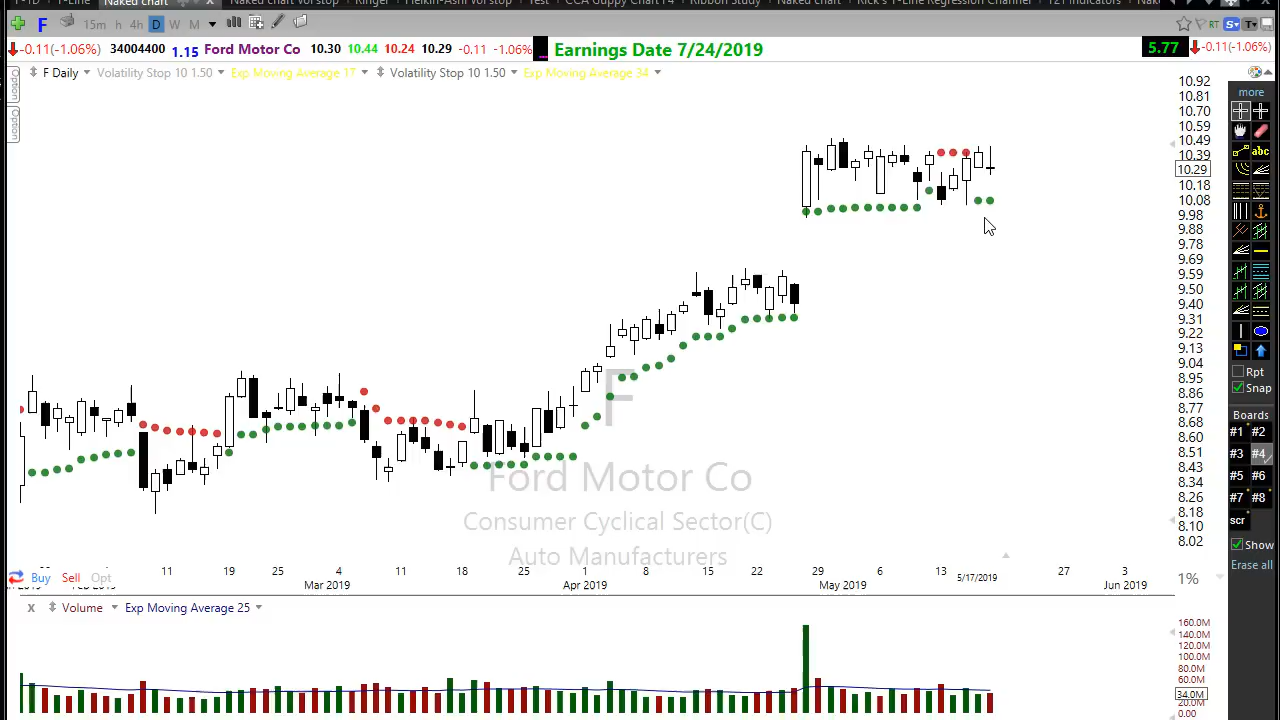 Naked chart
F 15m h 4h D W M RT S T
-0.11(-1.06%) 34004400 1.15 Ford Motor Co 10.30 10.44 10.24 10.29 -0.11 -1.06% Earnings Date 7/24/2019 5.77 -0.11(-1.06%)
F Daily Volatility Stop 10 1.50 Exp Moving Average 17 Volatility Stop 10 1.50 Exp Moving Average 34
Option
Option
10.92
10.81
10.70
10.59
10.49
10.39
10.29
10.18
10.08
9.98
9.88
9.78
9.69
9.59
9.50
9.40
9.31
9.22
9.13
9.04
8.95
8.86
8.77
8.68
8.60
8.51
8.43
8.34
8.26
8.18
8.10
8.02
more
abc
Rpt
Snap
Boards
#1 #2
#3 #4
#5 #6
#7 #8
scr
Show
Erase all
F
Ford Motor Co
Consumer Cyclical Sector(C)
Auto Manufacturers
11 19 25 4 11 18 25 1 8 15 22 29 6 13 5/17/2019 27 3
Mar 2019 Apr 2019 May 2019 Jun 2019
Buy Sell Opt
1%
X Volume Exp Moving Average 25
160.0M
140.0M
120.0M
100.0M
80.0M
60.0M
34.0M
20.0M
0.00